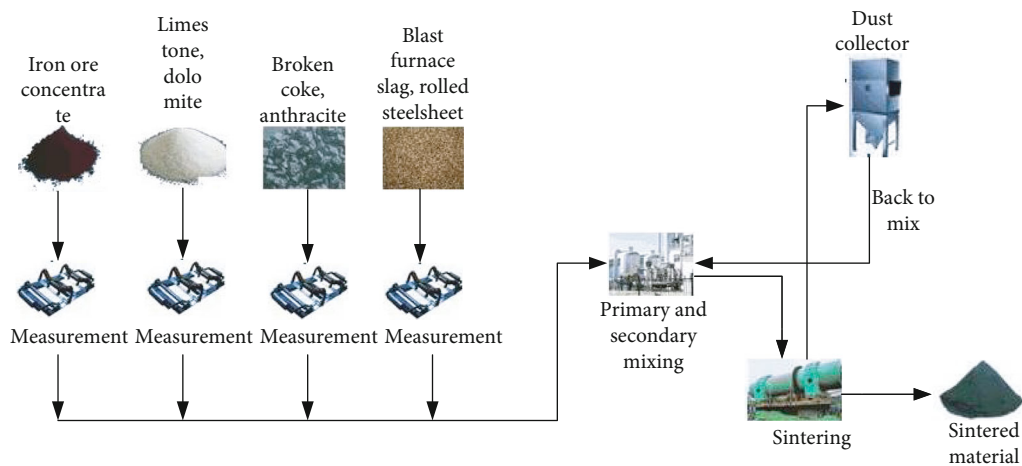 Iron ore
concentra
te
Limes
tone,
dolo
mite
Broken
coke,
anthracite
Blast
furnace
slag, rolled
steelsheet
Dust
collector
Back to
mix
Measurement
Measurement
Measurement
Measurement
Primary and
secondary
mixing
Sintering
Sintered
material